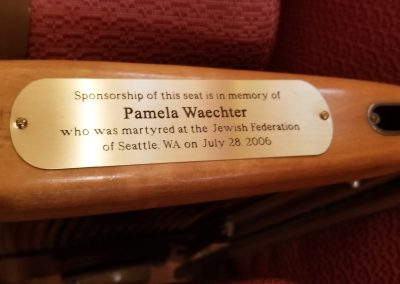 Sponsorship of this seat is in memory of
Pamela Waechter
who was martyred at the Jewish Federation
of Seattle, WA on July 28, 2006